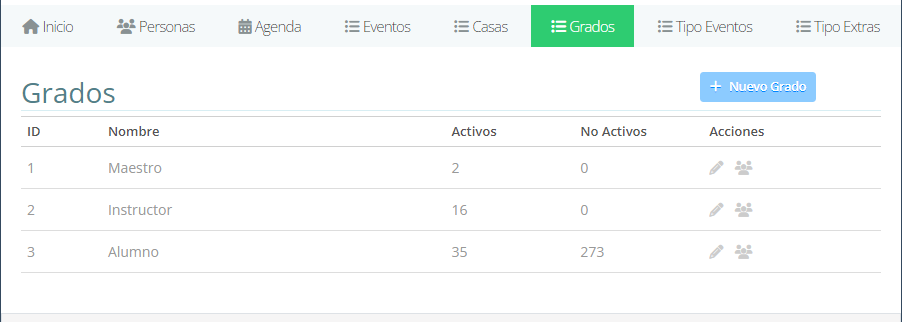 Inicio Personas Agenda Eventos Casas Grados Tipo Eventos Tipo Extras
Grados + Nuevo Grado
ID Nombre Activos No Activos Acciones
1 Maestro 2 0
2 Instructor 16 0
3 Alumno 35 273